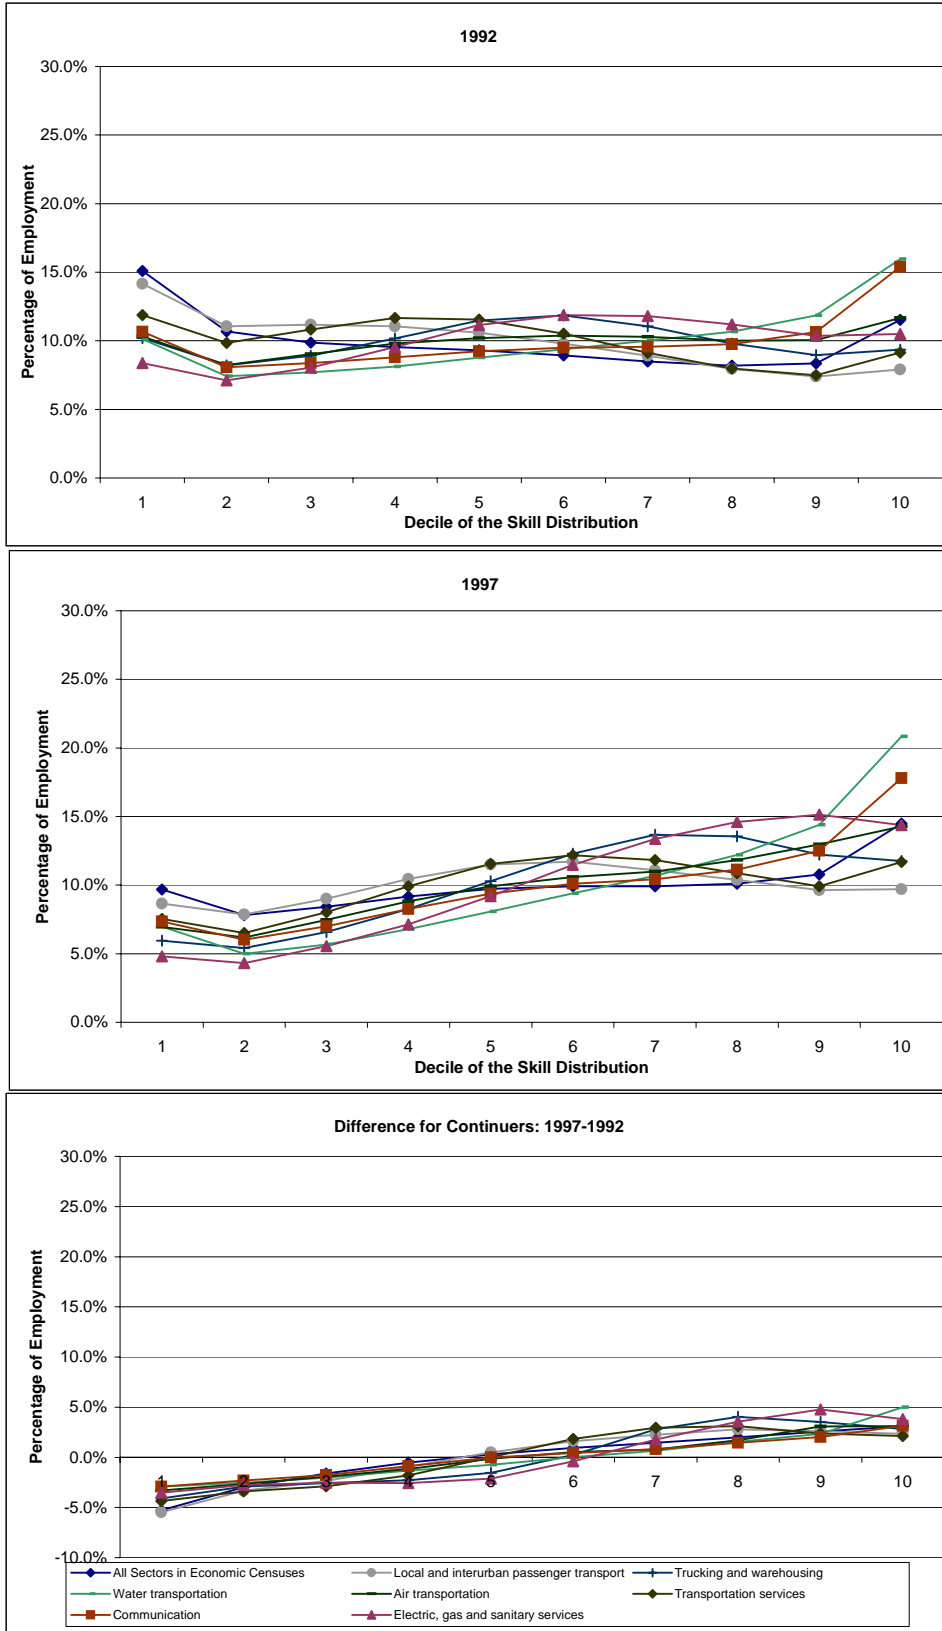 1992
30.0%
25.0%
20.0%
15.0%
10.0%
5.0%
0.0%
Percentage of Employment
1 2 3 4 5 6 7 8 9 10
Decile of the Skill Distribution
1997
30.0%
25.0%
20.0%
15.0%
10.0%
5.0%
0.0%
Percentage of Employment
1 2 3 4 5 6 7 8 9 10
Decile of the Skill Distribution
Difference for Continuers: 1997-1992
30.0%
25.0%
20.0%
15.0%
10.0%
5.0%
0.0%
-5.0%
-10.0%
Percentage of Employment
1 2 3 4 5 6 7 8 9 10
All Sectors in Economic Censuses Local and interurban passenger transport Trucking and warehousing
Water transportation Air transportation Transportation services
Communication Electric, gas and sanitary services